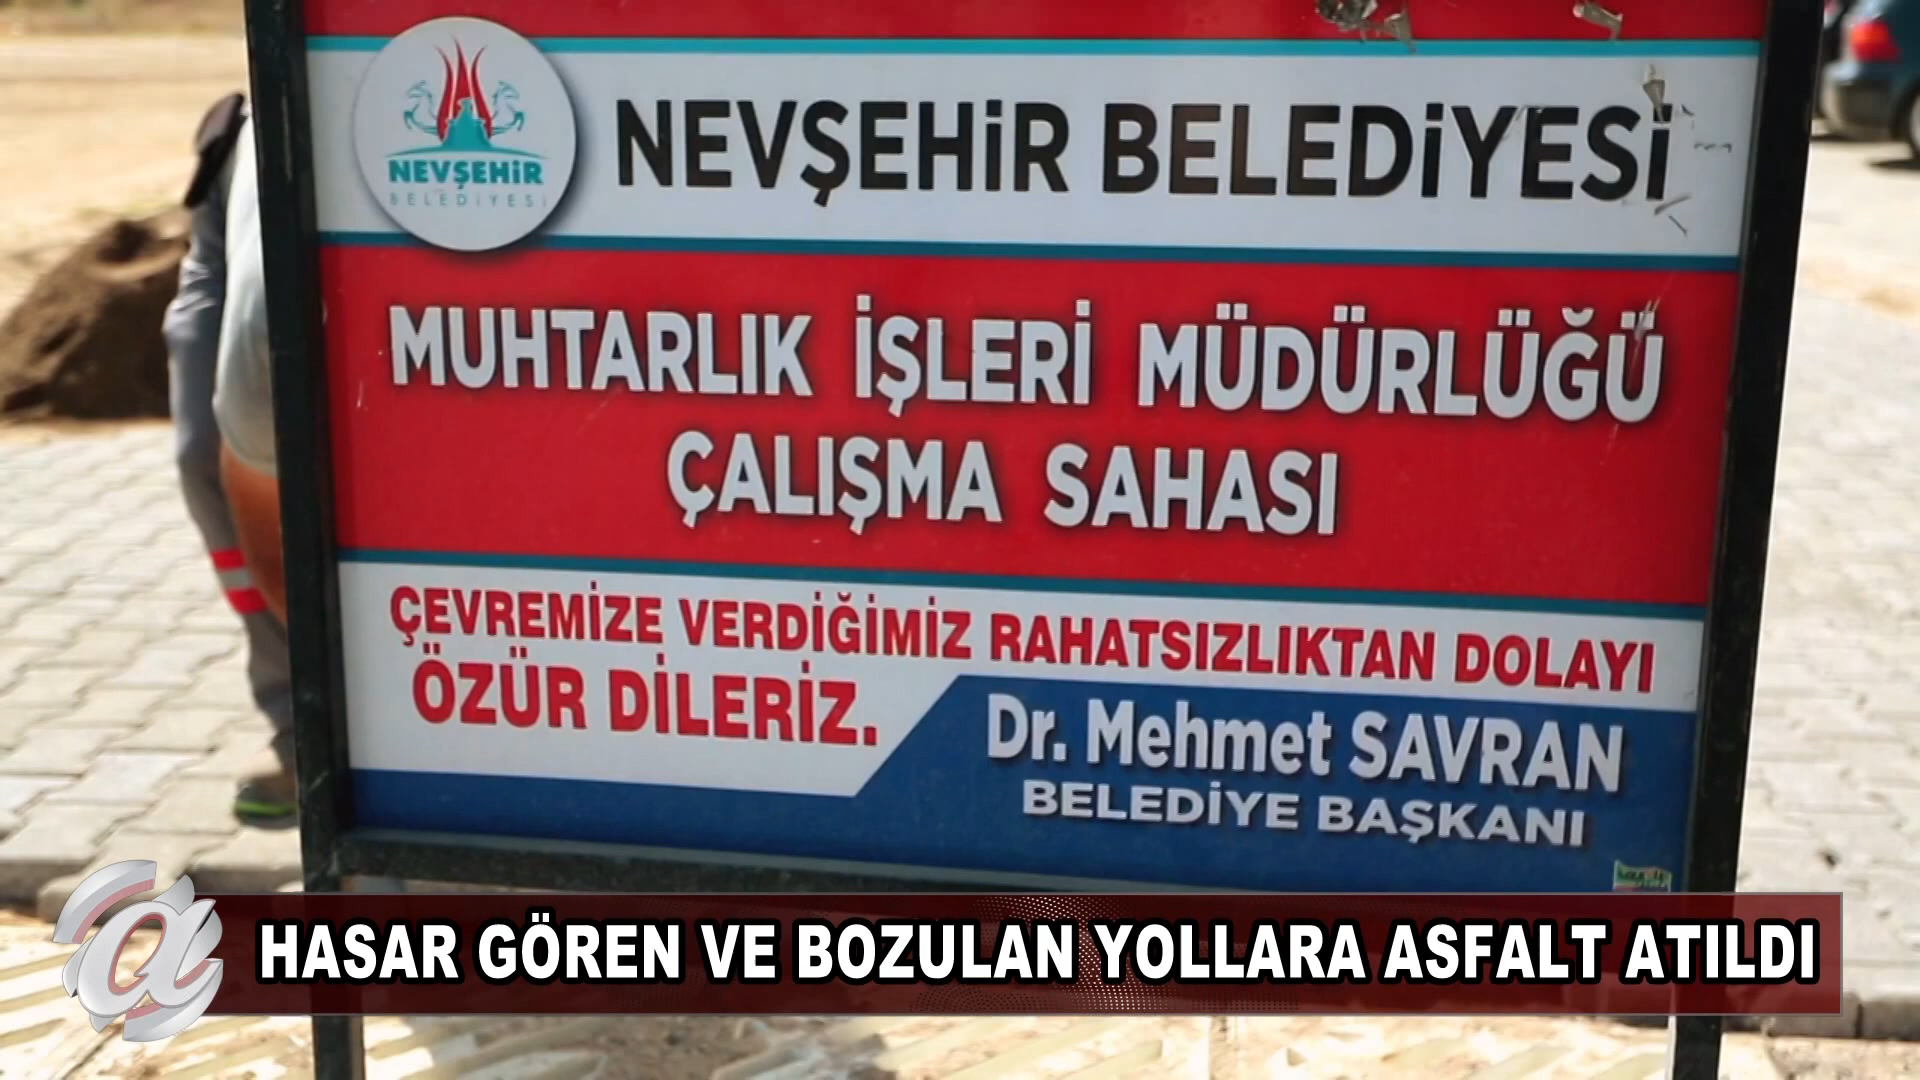 NEVŞEHİR
BELEDİYESİ
NEVŞEHİR BELEDİYESİ
MUHTARLIK İŞLERİ MÜDÜRLÜĞÜ
ÇALIŞMA SAHASI
ÇEVREMİZE VERDİĞİMİZ RAHATSIZLIKTAN DOLAYI
ÖZÜR DİLERİZ.
Dr. Mehmet SAVRAN
BELEDİYE BAŞKANI
HASAR GÖREN VE BOZULAN YOLLARA ASFALT ATILDI